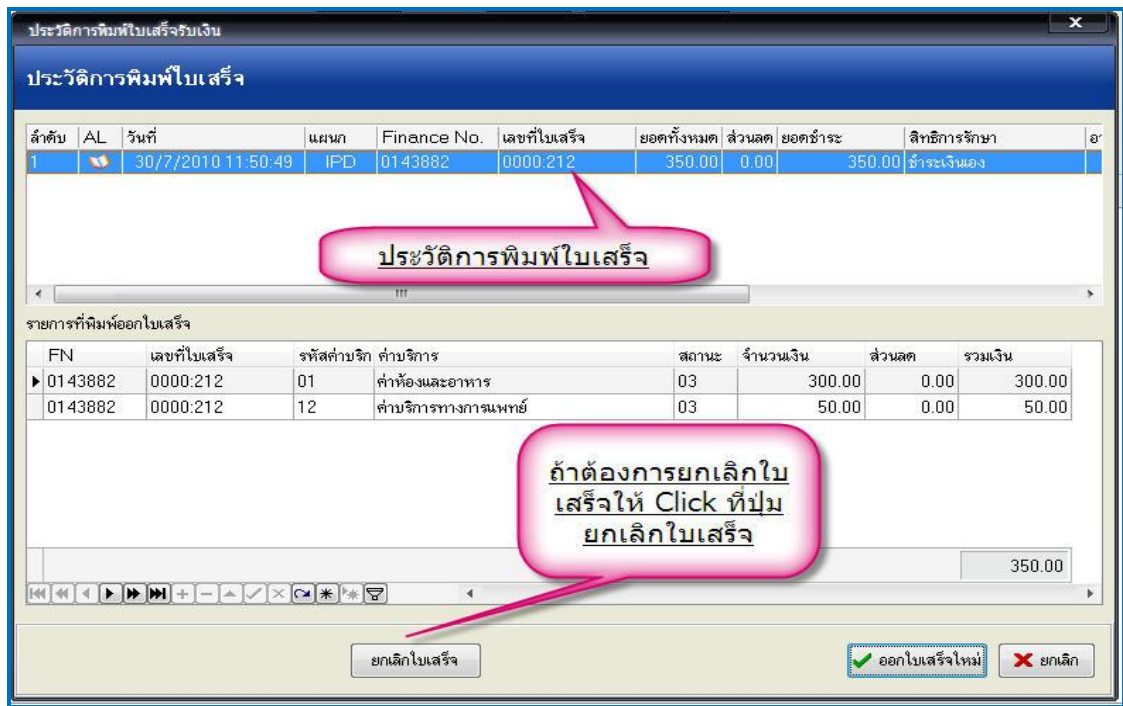 ประวัติการพิมพ์ใบเสร็จรับเงิน
ประวัติการพิมพ์ใบเสร็จ
ลำดับ AL วันที่ แผนก Finance No. เลขที่ใบเสร็จ ยอดทั้งหมด ส่วนลด ยอดชำระ สิทธิการรักษา
1 30/7/2010 11:50:49 IPD 0143882 0000:212 350.00 0.00 350.00 ชำระเงินเอง
ประวัติการพิมพ์ใบเสร็จ
รายการที่พิมพ์ออกใบเสร็จ
FN เลขที่ใบเสร็จ รหัสค่าบริก ค่าบริการ สถานะ จำนวนเงิน ส่วนลด รวมเงิน
0143882 0000:212 01 ค่าห้องและอาหาร 03 300.00 0.00 300.00
0143882 0000:212 12 ค่าบริการทางการแพทย์ 03 50.00 0.00 50.00
ถ้าต้องการยกเลิกใบ
เสร็จให้ Click ที่ปุ่ม
ยกเลิกใบเสร็จ
350.00
ยกเลิกใบเสร็จ ออกใบเสร็จใหม่ ยกเลิก